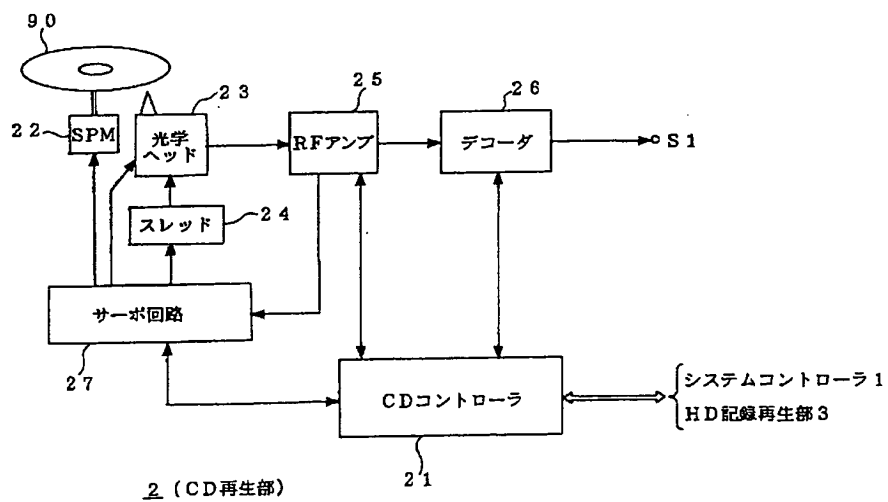 90
23
25
26
22
SPM
光学
ヘッド
RFアンプ
デコーダ
S1
スレッド
24
サーボ回路
27
CDコントローラ
システムコントローラ1
HD記録再生部3
21
2 (CD再生部)